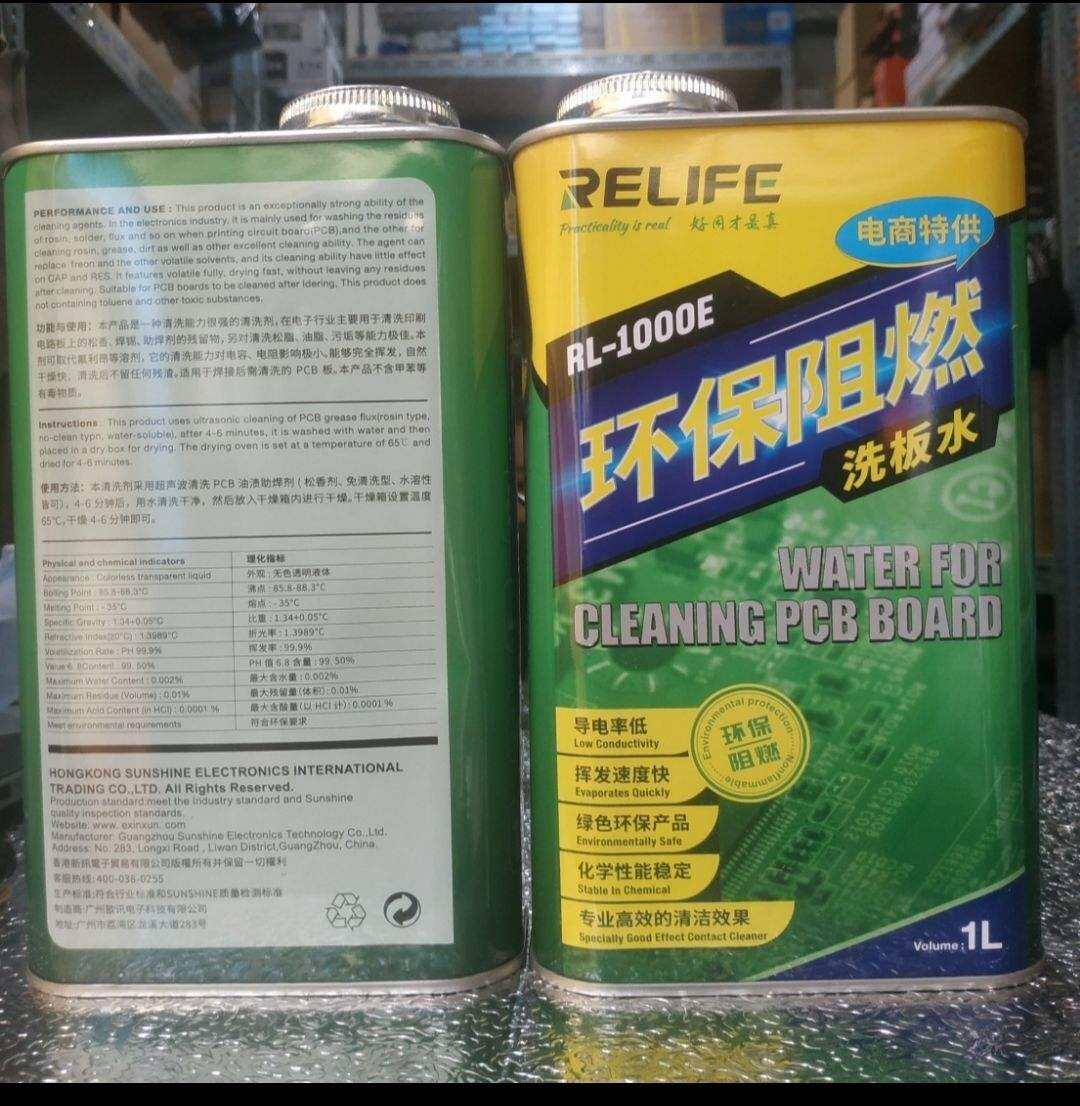 PERFORMANCE AND USE : This product is an exceptionally strong ability of the
cleaning agents. In the electronics industry, it is mainly used for washing the residues
of rosin, solder, flux and so on when printing circuit board(PCB),and the other for
cleaning rosin, grease, dirt as well as other excellent cleaning ability. The agent can
replace freon and the other volatile solvents, and its cleaning ability have little effect
on CAP and RES. It features volatile fully, drying fast, without leaving any residues
after cleaning. Suitable for PCB boards to be cleaned after idering. This product does
not containing toluene and other toxic substances.
功能与使用：本产品是一种清洗能力很强的清洗剂，在电子行业主要用于清洗印刷
电路板上的松香、焊锡、助焊剂的残留物，另对清洗松脂、油脂、污垢等能力极佳。本
剂可取代氟利昂等溶剂，它的清洗能力对电容、电阻影响极小，能够完全挥发，自然
干燥快，清洗后不留任何残渣。适用于焊接后需清洗的 PCB 板。本产品不含甲苯等
有毒物质。
Instructions : This product uses ultrasonic cleaning of PCB grease flux(rosin type,
no-clean typn, water-soluble), after 4-6 minutes, it is washed with water and then
placed in a dry box for drying. The drying oven is set at a temperature of 65℃ and
dried for 4-6 minutes.
使用方法：本清洗剂采用超声波清洗 PCB 油渍助焊剂 ( 松香剂、免清洗型、水溶性
皆可)，4-6 分钟后，用水清洗干净，然后放入干燥箱内进行干燥。干燥箱设置温度
65℃,干燥 4-6 分钟即可。
Physical and chemical indicators 理化指标
Appearance : Colorless transparent liquid 外观 : 无色透明液体
Boiling Point : 85.8-88.3°C 沸点 : 85.8-88.3°C
Melting Point : - 35°C 熔点 : - 35°C
Specific Gravity : 1.34+0.05°C 比重 : 1.34+0.05°C
Refractive Index(20°C) : 1.3989°C 折光率 : 1.3989°C
Volatilization Rate : PH 99.9% 挥发率 : 99.9%
Value 6. 8Content : 99. 50% PH 值 6.8 含量 : 99. 50%
Maximum Water Content : 0.002% 最大含水量 : 0.002%
Maximum Residue (Volume) : 0.01% 最大残留量 (体积) : 0.01%
Maximum Acid Content (in HCl) : 0.0001 % 最大含酸量 (以 HCl 计) : 0.0001 %
Meet environmental requirements 符合环保要求
HONGKONG SUNSHINE ELECTRONICS INTERNATIONAL
TRADING CO.,LTD. All Rights Reserved.
Production standard:meet the industry standard and Sunshine
quality inspection standards.
Website: www. exinxun. com
Manufacturer: Guangzhou Sunshine Electronics Technology Co.,Ltd.
Address: No. 283, Longxi Road , Liwan District,GuangZhou, China.
香港新訊電子貿易有限公司版權所有并保留一切權利
客服热线: 400-038-0255
生产标准:符合行业标准和SUNSHINE质量检测标准
制造商:广州欧讯电子科技有限公司
地址:广州市荔湾区龙溪大道283号
RELIFE
Practicality is real 好用才是真
电商特供
RL-1000E
环保阻燃
洗板水
WATER FOR
CLEANING PCB BOARD
导电率低
Low Conductivity
挥发速度快
Evaporates Quickly
绿色环保产品
Environmentally Safe
化学性能稳定
Stable In Chemical
专业高效的清洁效果
Specially Good Effect Contact Cleaner
Environmental protection
环保
阻燃
Nonflammable
Volume : 1L